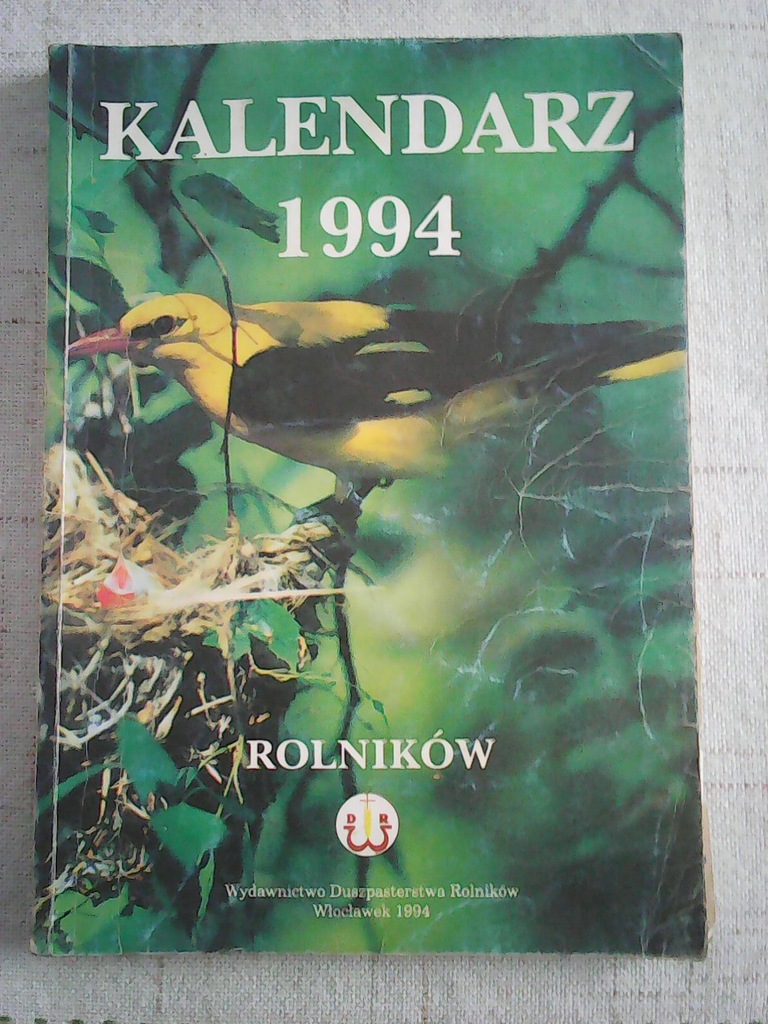 KALENDARZ
1994
ROLNIKÓW
D R
Wydawnictwo Duszpasterstwa Rolników
Włocławek 1994